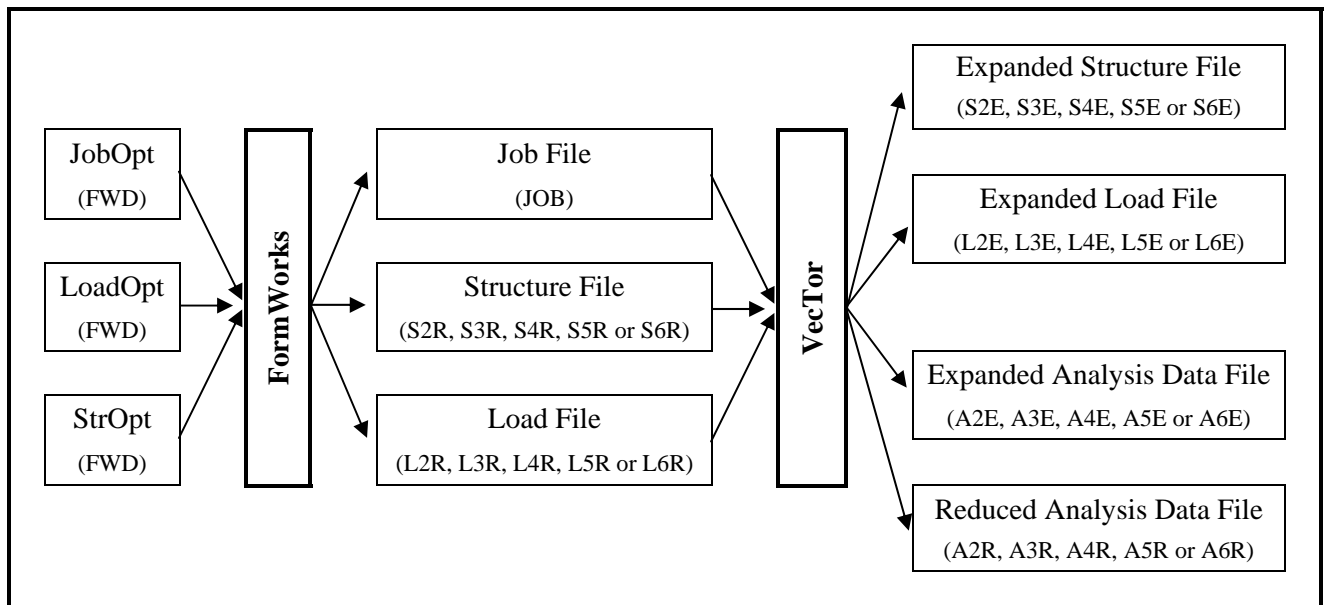 JobOpt
(FWD)
LoadOpt
(FWD)
StrOpt
(FWD)
FormWorks
Job File
(JOB)
Structure File
(S2R, S3R, S4R, S5R or S6R)
Load File
(L2R, L3R, L4R, L5R or L6R)
VecTor
Expanded Structure File
(S2E, S3E, S4E, S5E or S6E)
Expanded Load File
(L2E, L3E, L4E, L5E or L6E)
Expanded Analysis Data File
(A2E, A3E, A4E, A5E or A6E)
Reduced Analysis Data File
(A2R, A3R, A4R, A5R or A6R)